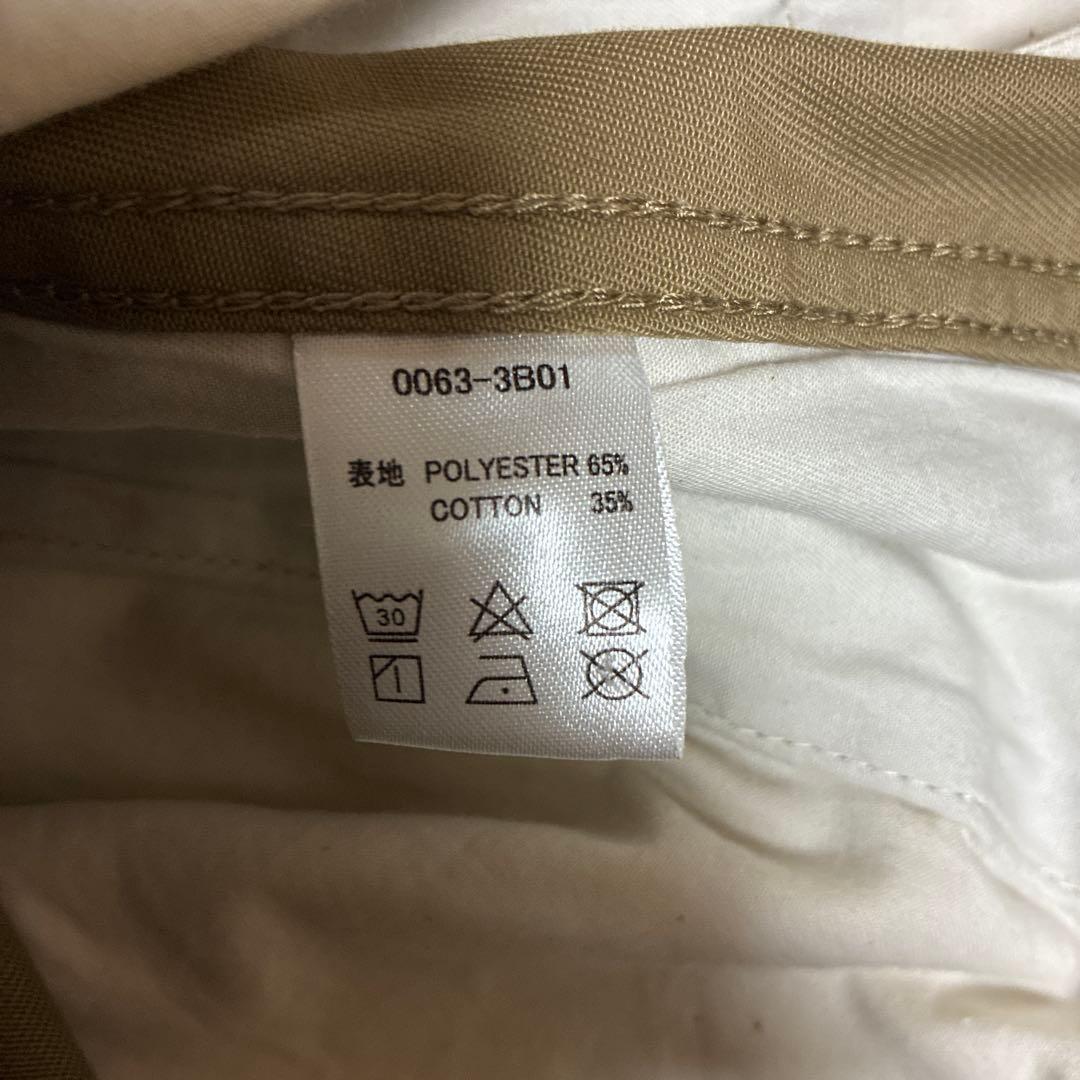 0063-3B01
表地 POLYESTER 65%
COTTON 35%
30